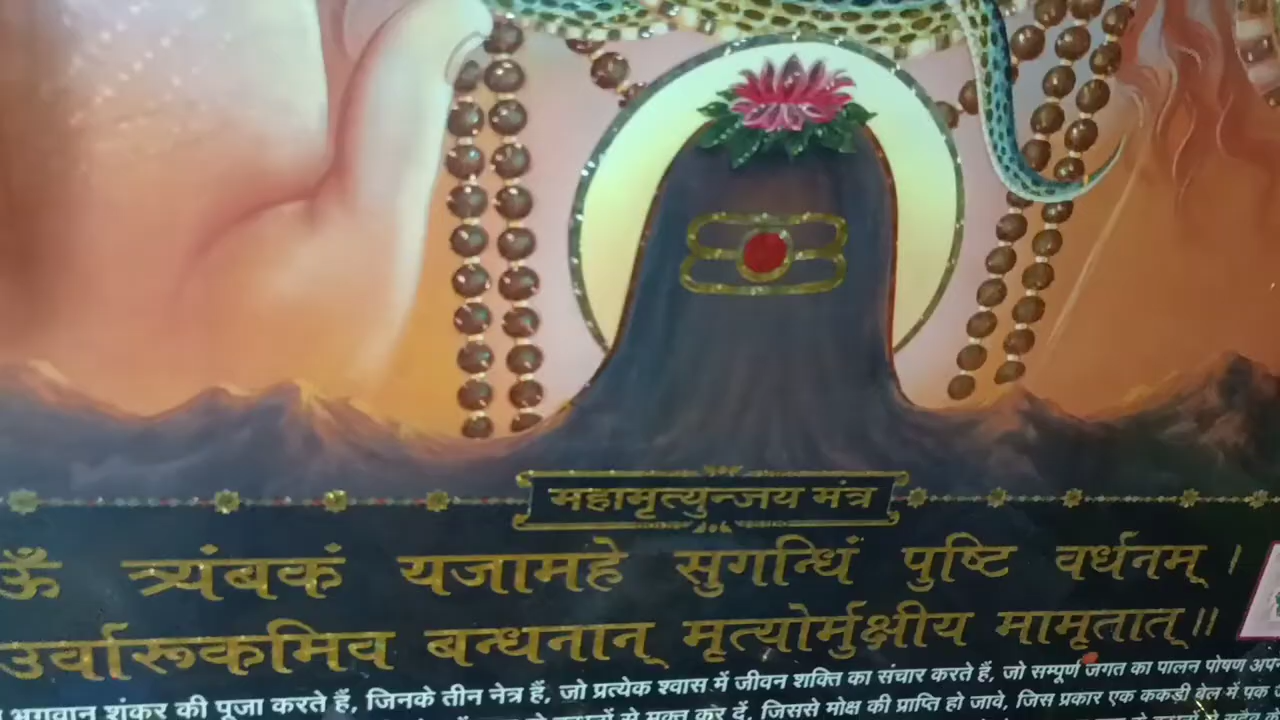 महामृत्युन्जय मंत्र
ॐ त्र्यंबकं यजामहे सुगन्धिं पुष्टि वर्धनम् ।
उर्वारूकमिव बन्धनान् मृत्योर्मुक्षीय मामृतात् ॥
भगवान शंकर की पूजा करते हैं, जिनके तीन नेत्र हैं, जो प्रत्येक श्वास में जीवन शक्ति का संचार करते हैं, जो सम्पूर्ण जगत का पालन पोषण
से मुक्त कर दें, जिससे मोक्ष की प्राप्ति हो जावे, जिस प्रकार एक ककड़ी बेल में पक